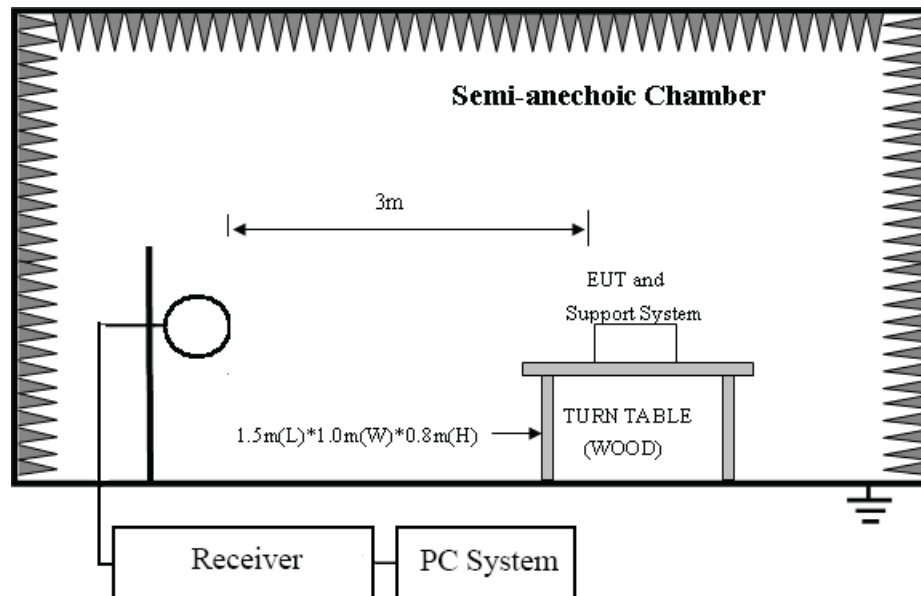 Semi-anechoic Chamber
3m
EUT and
Support System
1.5m(L)*1.0m(W)*0.8m(H)
TURN TABLE
(WOOD)
Receiver
PC System